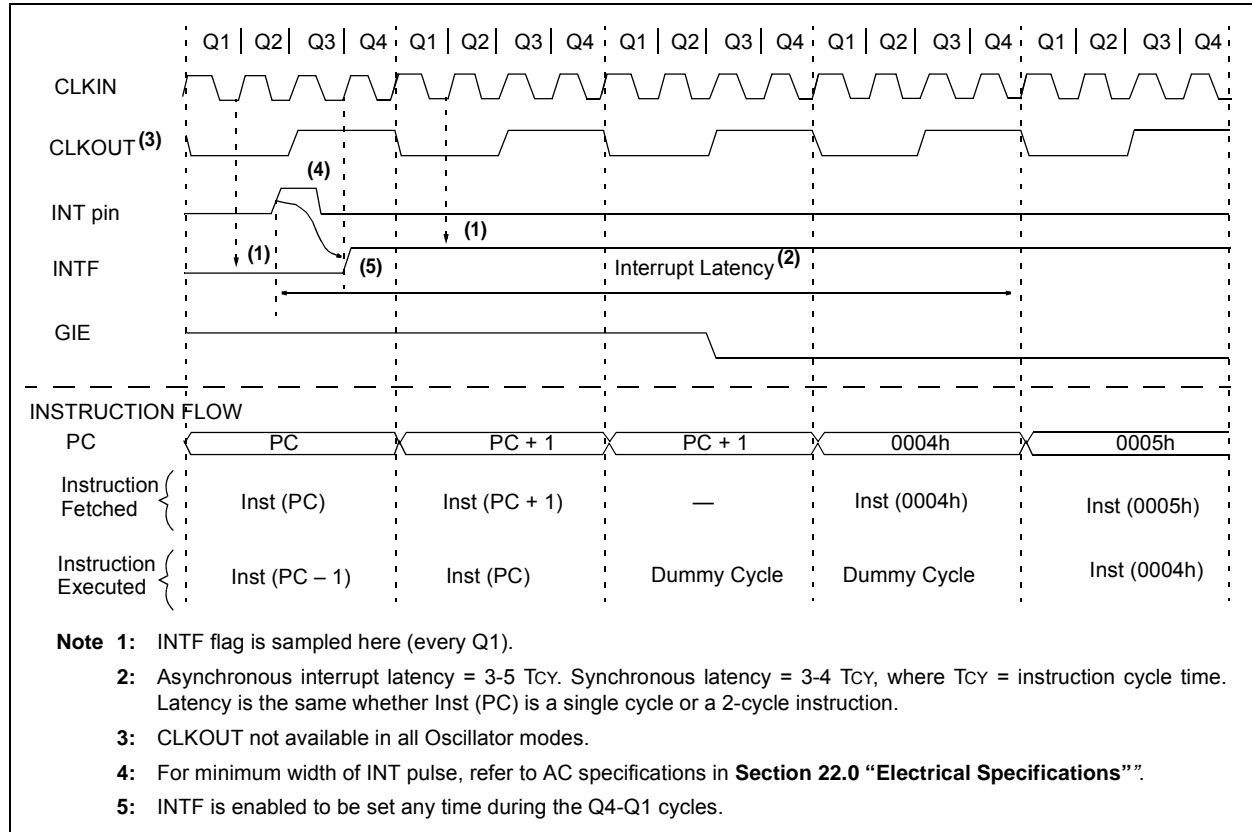 Q1 Q2 Q3 Q4 Q1 Q2 Q3 Q4 Q1 Q2 Q3 Q4 Q1 Q2 Q3 Q4 Q1 Q2 Q3 Q4
CLKIN
CLKOUT(3)
(4)
INT pin
(1)
(1)
INTF
(5)
Interrupt Latency(2)
GIE
INSTRUCTION FLOW
PC PC PC + 1 PC + 1 0004h 0005h
Instruction
Fetched
Inst (PC) Inst (PC + 1) — Inst (0004h) Inst (0005h)
Instruction
Executed
Inst (PC – 1) Inst (PC) Dummy Cycle Dummy Cycle Inst (0004h)
Note 1: INTF flag is sampled here (every Q1).
2: Asynchronous interrupt latency = 3-5 TCY. Synchronous latency = 3-4 TCY, where TCY = instruction cycle time.
Latency is the same whether Inst (PC) is a single cycle or a 2-cycle instruction.
3: CLKOUT not available in all Oscillator modes.
4: For minimum width of INT pulse, refer to AC specifications in Section 22.0 “Electrical Specifications””.
5: INTF is enabled to be set any time during the Q4-Q1 cycles.